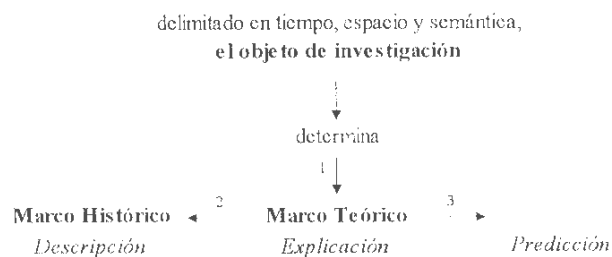 delimitado en tiempo, espacio y semántica,
el objeto de investigación
1
determina
1
2 3
Marco Histórico Marco Teórico
Descripción Explicación Predicción